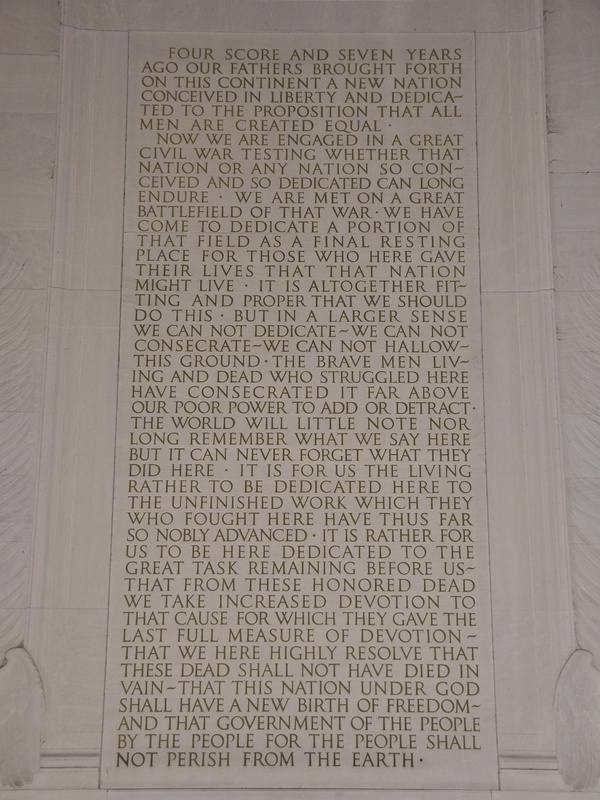 FOUR SCORE AND SEVEN YEARS
AGO OUR FATHERS BROUGHT FORTH
ON THIS CONTINENT A NEW NATION
CONCEIVED IN LIBERTY AND DEDICA~
TED TO THE PROPOSITION THAT ALL
MEN ARE CREATED EQUAL ·
NOW WE ARE ENGAGED IN A GREAT
CIVIL WAR TESTING WHETHER THAT
NATION OR ANY NATION SO CON~
CEIVED AND SO DEDICATED CAN LONG
ENDURE · WE ARE MET ON A GREAT
BATTLEFIELD OF THAT WAR · WE HAVE
COME TO DEDICATE A PORTION OF
THAT FIELD AS A FINAL RESTING
PLACE FOR THOSE WHO HERE GAVE
THEIR LIVES THAT THAT NATION
MIGHT LIVE · IT IS ALTOGETHER FIT~
TING AND PROPER THAT WE SHOULD
DO THIS · BUT IN A LARGER SENSE
WE CAN NOT DEDICATE~WE CAN NOT
CONSECRATE~WE CAN NOT HALLOW~
THIS GROUND · THE BRAVE MEN LIV~
ING AND DEAD WHO STRUGGLED HERE
HAVE CONSECRATED IT FAR ABOVE
OUR POOR POWER TO ADD OR DETRACT·
THE WORLD WILL LITTLE NOTE NOR
LONG REMEMBER WHAT WE SAY HERE
BUT IT CAN NEVER FORGET WHAT THEY
DID HERE · IT IS FOR US THE LIVING
RATHER TO BE DEDICATED HERE TO
THE UNFINISHED WORK WHICH THEY
WHO FOUGHT HERE HAVE THUS FAR
SO NOBLY ADVANCED · IT IS RATHER FOR
US TO BE HERE DEDICATED TO THE
GREAT TASK REMAINING BEFORE US~
THAT FROM THESE HONORED DEAD
WE TAKE INCREASED DEVOTION TO
THAT CAUSE FOR WHICH THEY GAVE THE
LAST FULL MEASURE OF DEVOTION ~
THAT WE HERE HIGHLY RESOLVE THAT
THESE DEAD SHALL NOT HAVE DIED IN
VAIN~THAT THIS NATION UNDER GOD
SHALL HAVE A NEW BIRTH OF FREEDOM~
AND THAT GOVERNMENT OF THE PEOPLE
BY THE PEOPLE FOR THE PEOPLE SHALL
NOT PERISH FROM THE EARTH ·